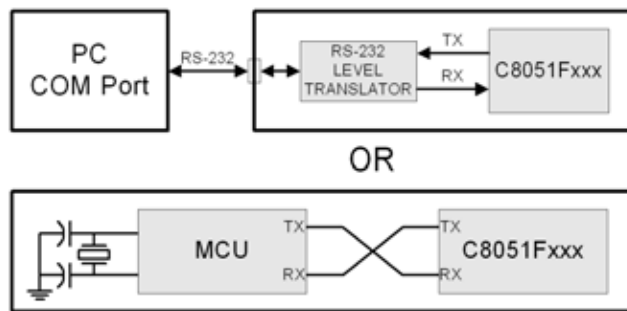 PC
COM Port
RS-232
RS-232
LEVEL
TRANSLATOR
TX
RX
C8051Fxxx
OR
MCU
TX
RX
TX
RX
C8051Fxxx